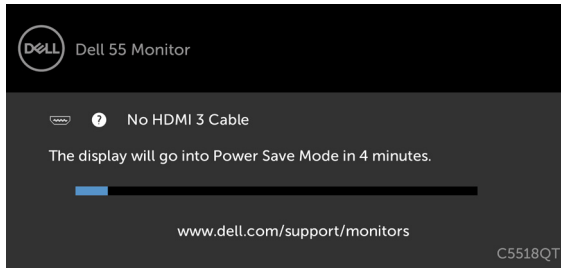 DELL
Dell 55 Monitor
? No HDMI 3 Cable
The display will go into Power Save Mode in 4 minutes.
www.dell.com/support/monitors
C5518QT